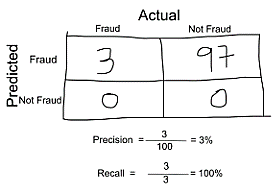 Actual
Fraud Not Fraud
Predicted
Fraud 3 97
Not Fraud 0 0
Precision = 3/100 = 3%
Recall = 3/3 = 100%